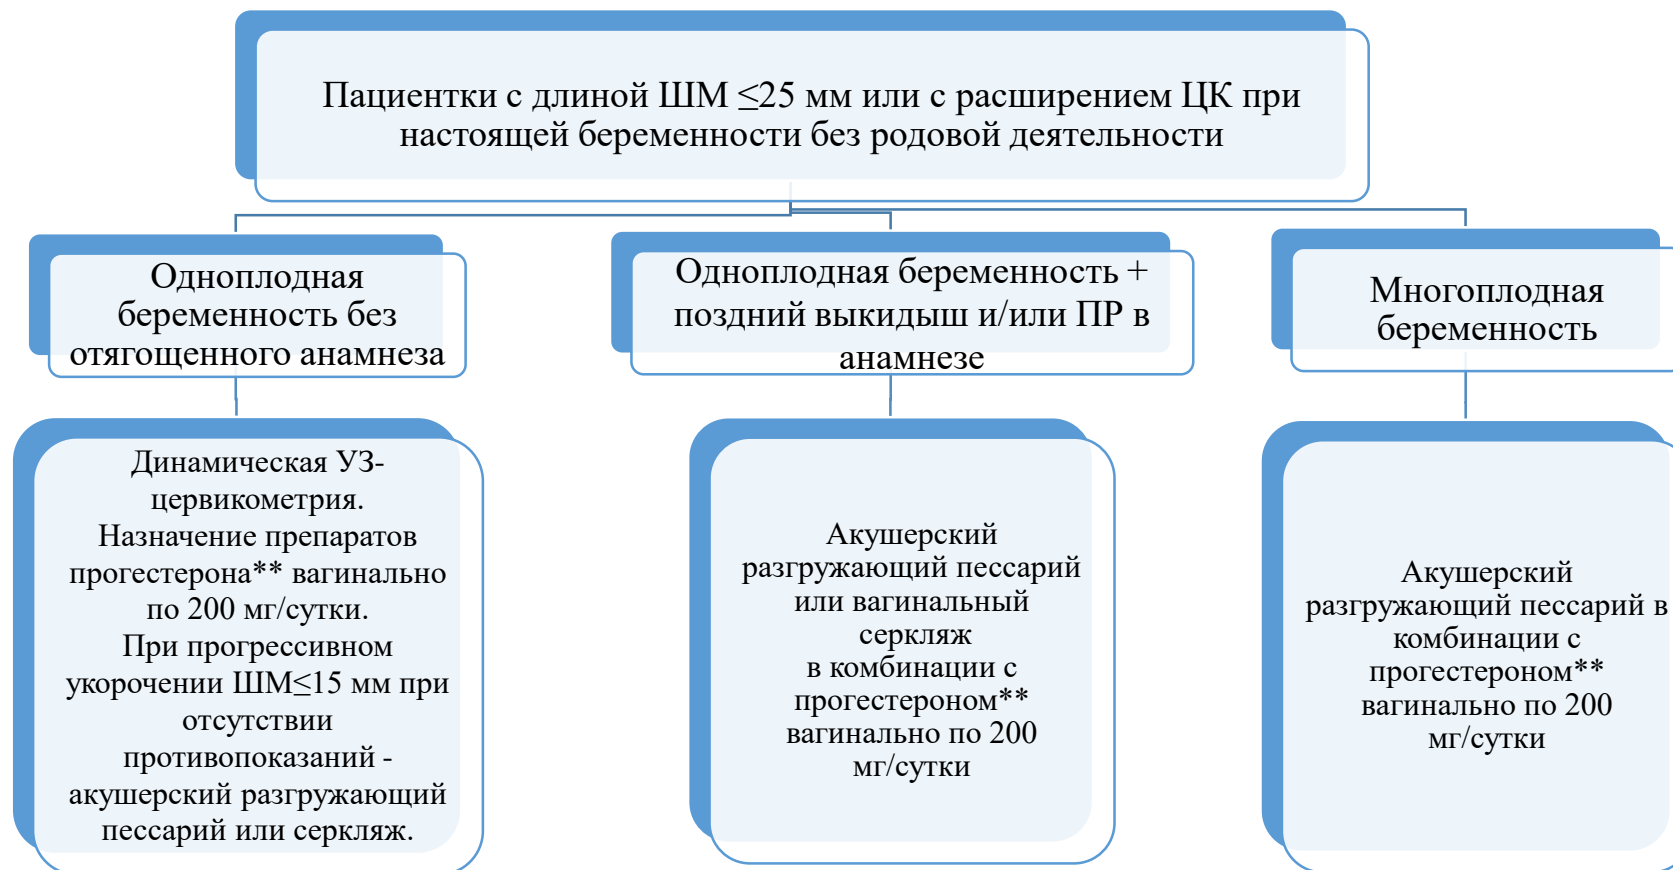 Пациентки с длиной ШМ ≤25 мм или с расширением ЦК при
настоящей беременности без родовой деятельности
Одноплодная
беременность без
отягощенного анамнеза
Одноплодная беременность +
поздний выкидыш и/или ПР в
анамнезе
Многоплодная
беременность
Динамическая УЗ-
цервикометрия.
Назначение препаратов
прогестерона** вагинально
по 200 мг/сутки.
При прогрессивном
укорочении ШМ≤15 мм при
отсутствии
противопоказаний -
акушерский разгружающий
пессарий или серкляж.
Акушерский
разгружающий пессарий
или вагинальный
серкляж
в комбинации с
прогестероном**
вагинально по 200
мг/сутки
Акушерский
разгружающий пессарий в
комбинации с
прогестероном**
вагинально по 200
мг/сутки